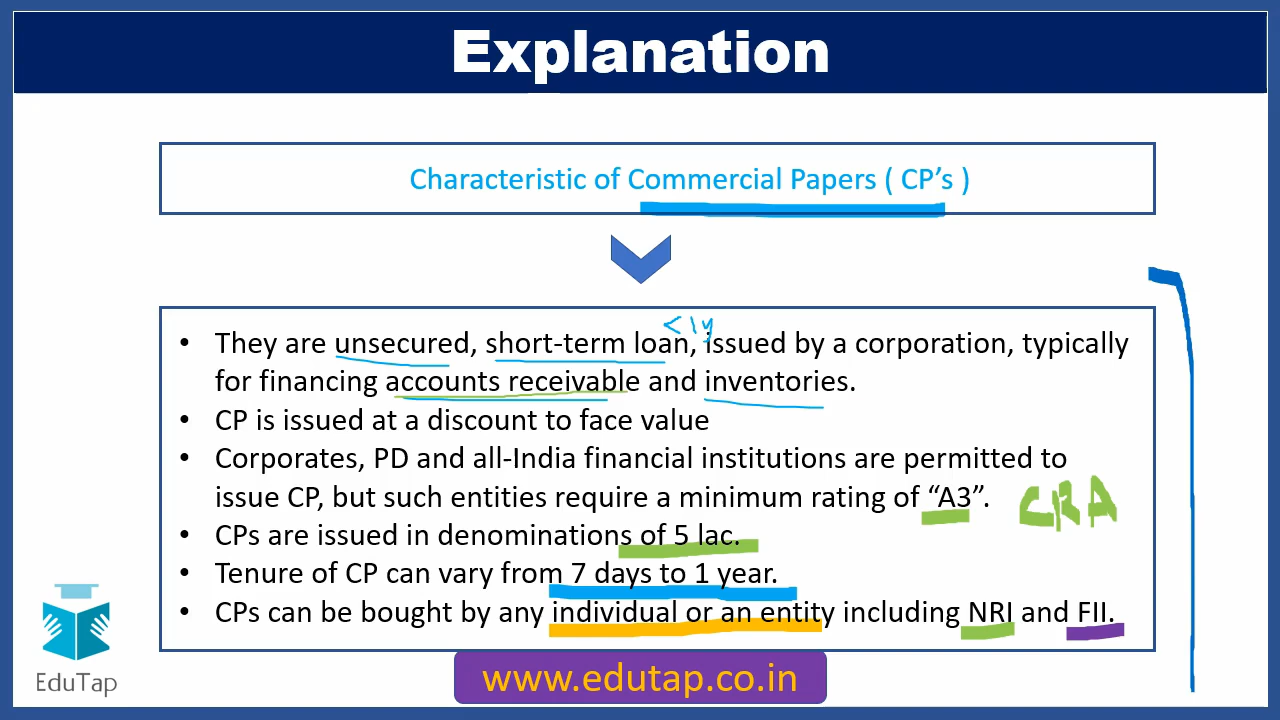 Explanation
Characteristic of Commercial Papers ( CP’s )
<1y
• They are unsecured, short-term loan, issued by a corporation, typically
for financing accounts receivable and inventories.
• CP is issued at a discount to face value
• Corporates, PD and all-India financial institutions are permitted to
issue CP, but such entities require a minimum rating of “A3”.
CRA
• CPs are issued in denominations of 5 lac.
• Tenure of CP can vary from 7 days to 1 year.
• CPs can be bought by any individual or an entity including NRI and FII.
EduTap
www.edutap.co.in